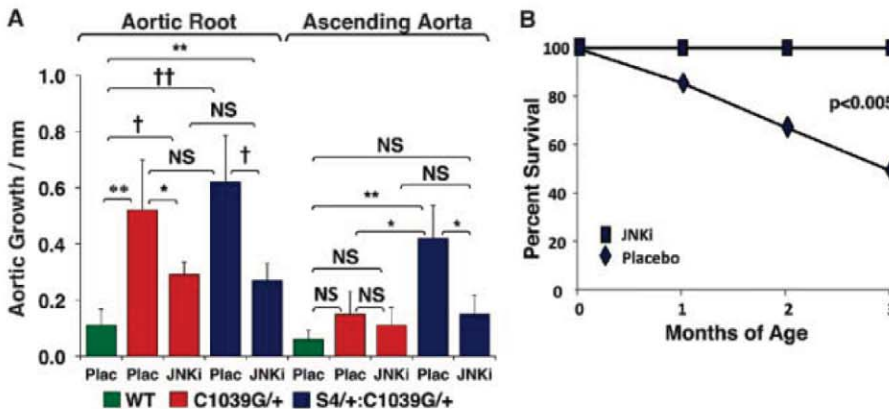 A
Aortic Root
Ascending Aorta
**
††
NS
†
NS
†
**
*
NS
NS
**
*
*
NS
NS
NS
Aortic Growth / mm
1.0
0.8
0.6
0.4
0.2
0.0
Plac
Plac
JNKi
Plac
JNKi
Plac
Plac
JNKi
Plac
JNKi
WT
C1039G/+
S4/+:C1039G/+
B
Percent Survival
100
80
60
40
20
0
p<0.005
JNKi
Placebo
0
1
2
3
Months of Age